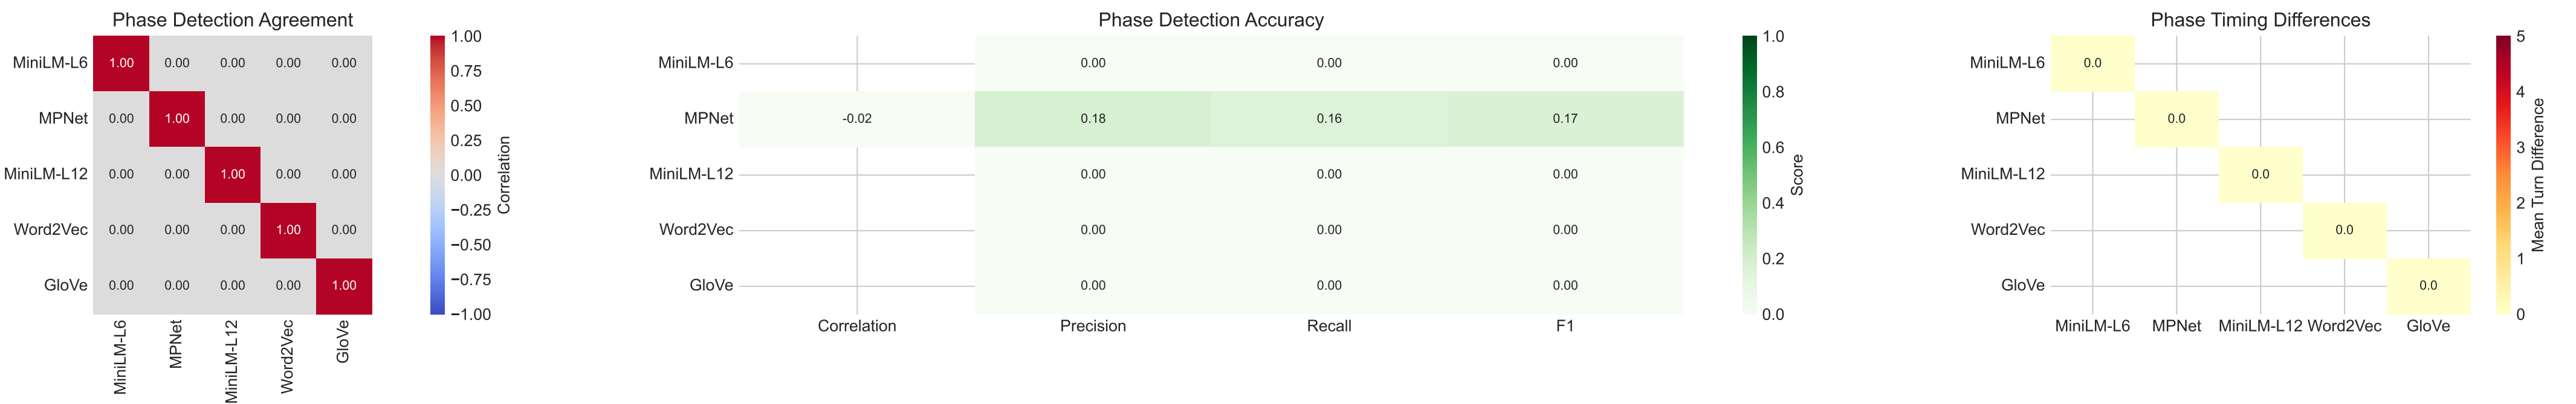 Phase Detection Agreement
MiniLM-L6 1.00 0.00 0.00 0.00 0.00
MPNet 0.00 1.00 0.00 0.00 0.00
MiniLM-L12 0.00 0.00 1.00 0.00 0.00
Word2Vec 0.00 0.00 0.00 1.00 0.00
GloVe 0.00 0.00 0.00 0.00 1.00
MiniLM-L6 MPNet MiniLM-L12 Word2Vec GloVe
1.00
0.75
0.50
0.25
0.00
−0.25
−0.50
−0.75
−1.00
Correlation
Phase Detection Accuracy
MiniLM-L6 0.00 0.00 0.00
MPNet -0.02 0.18 0.16 0.17
MiniLM-L12 0.00 0.00 0.00
Word2Vec 0.00 0.00 0.00
GloVe 0.00 0.00 0.00
Correlation Precision Recall F1
1.0
0.8
0.6
0.4
0.2
0.0
Score
Phase Timing Differences
MiniLM-L6 0.0
MPNet 0.0
MiniLM-L12 0.0
Word2Vec 0.0
GloVe 0.0
MiniLM-L6 MPNet MiniLM-L12 Word2Vec GloVe
5
4
3
2
1
0
Mean Turn Difference